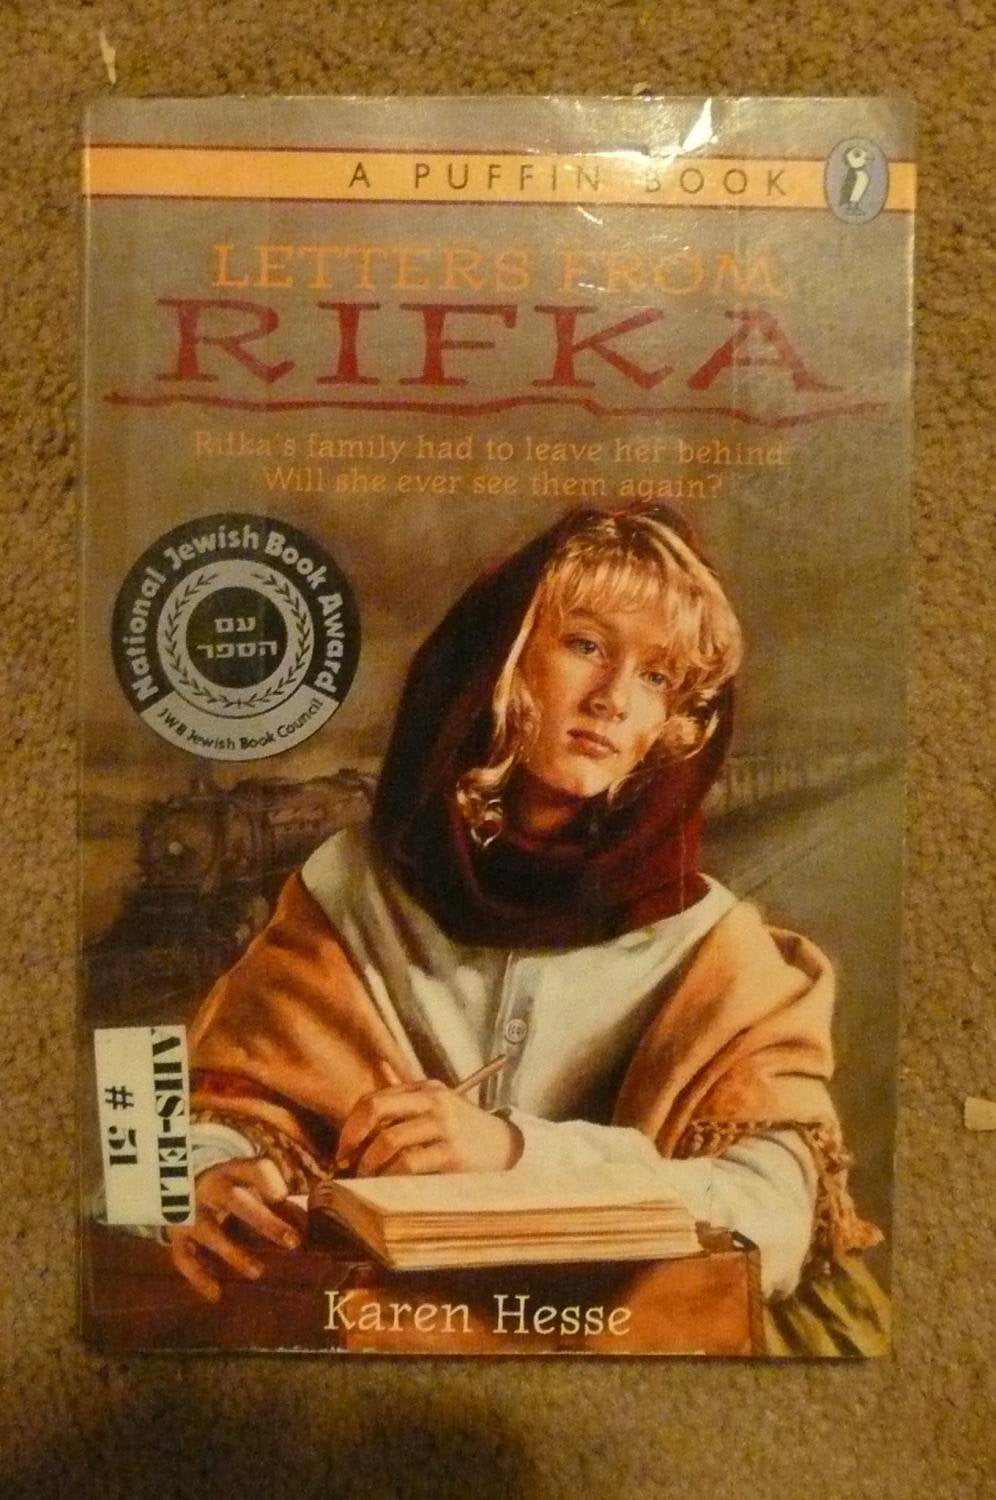 A PUFFIN BOOK
LETTERS FROM
RIFKA
Rifka's family had to leave her behind.
Will she ever see them again?
National Jewish Book Award
עם
הספר
JWB Jewish Book Council
AHS-ELD
# 51
Karen Hesse